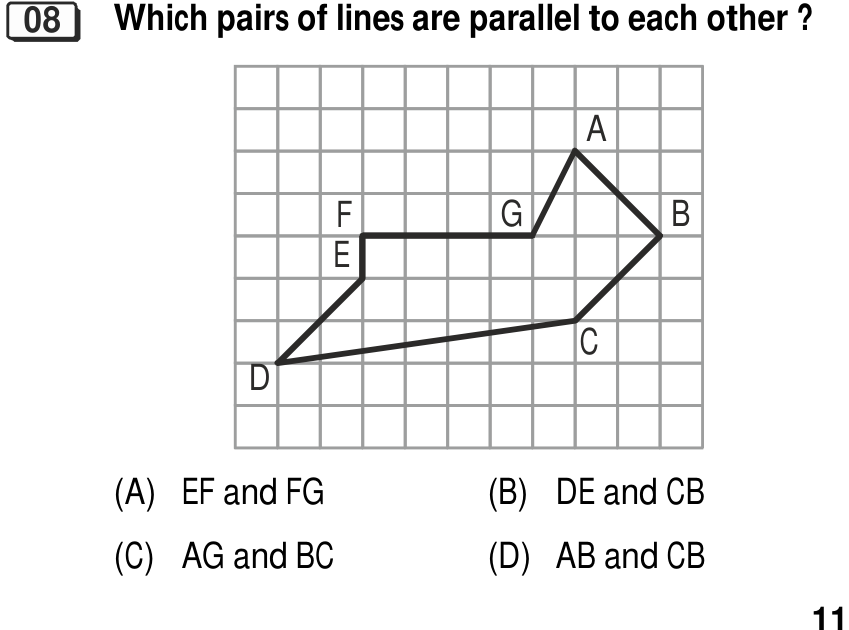 08 Which pairs of lines are parallel to each other ?
A
F G B
E
C
D
(A) EF and FG (B) DE and CB
(C) AG and BC (D) AB and CB
11